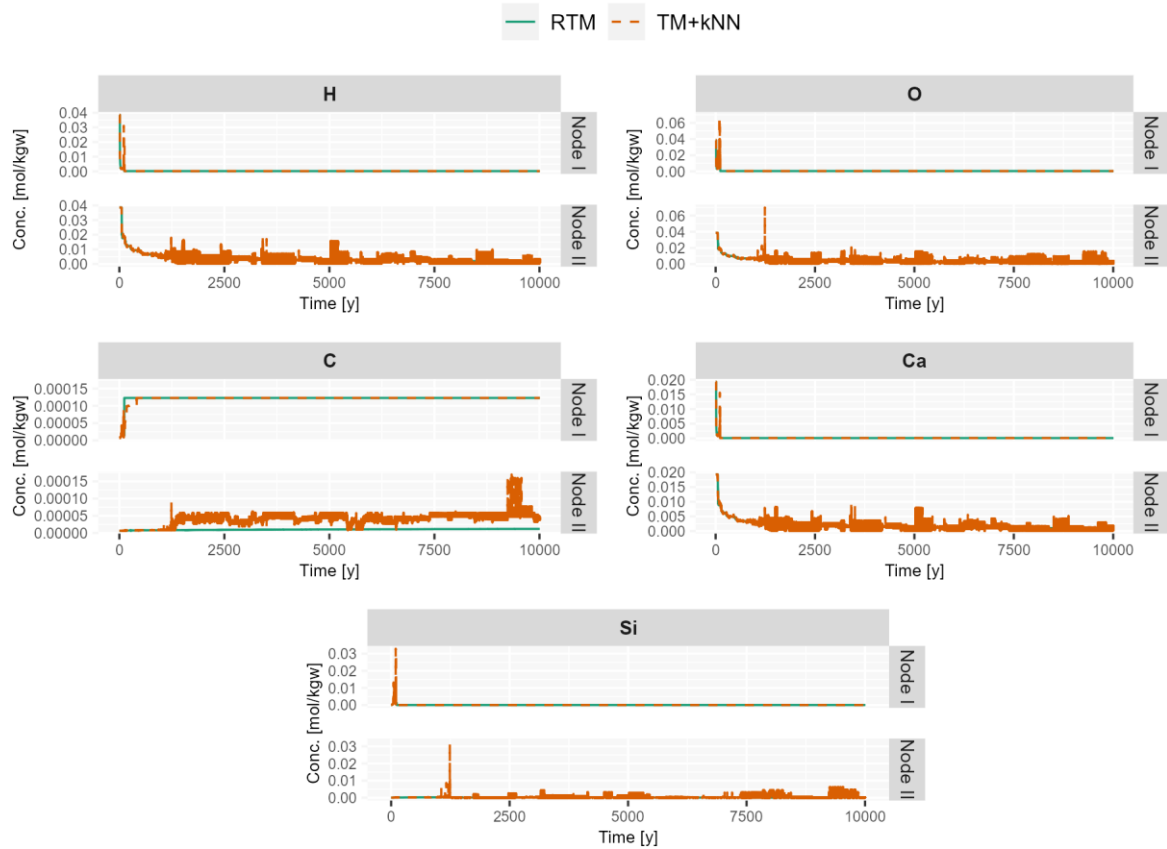 RTM TM+kNN
H
Conc. [mol/kgw]
0.04
0.03
0.02
0.01
0.00
Node I
0.04
0.03
0.02
0.01
0.00
Node II
0 2500 5000 7500 10000
Time [y]
O
Conc. [mol/kgw]
0.06
0.04
0.02
0.00
Node I
0.06
0.04
0.02
0.00
Node II
0 2500 5000 7500 10000
Time [y]
C
Conc. [mol/kgw]
0.00015
0.00010
0.00005
0.00000
Node I
0.00015
0.00010
0.00005
0.00000
Node II
0 2500 5000 7500 10000
Time [y]
Ca
Conc. [mol/kgw]
0.020
0.015
0.010
0.005
0.000
Node I
0.020
0.015
0.010
0.005
0.000
Node II
0 2500 5000 7500 10000
Time [y]
Si
Conc. [mol/kgw]
0.03
0.02
0.01
0.00
Node I
0.03
0.02
0.01
0.00
Node II
0 2500 5000 7500 10000
Time [y]